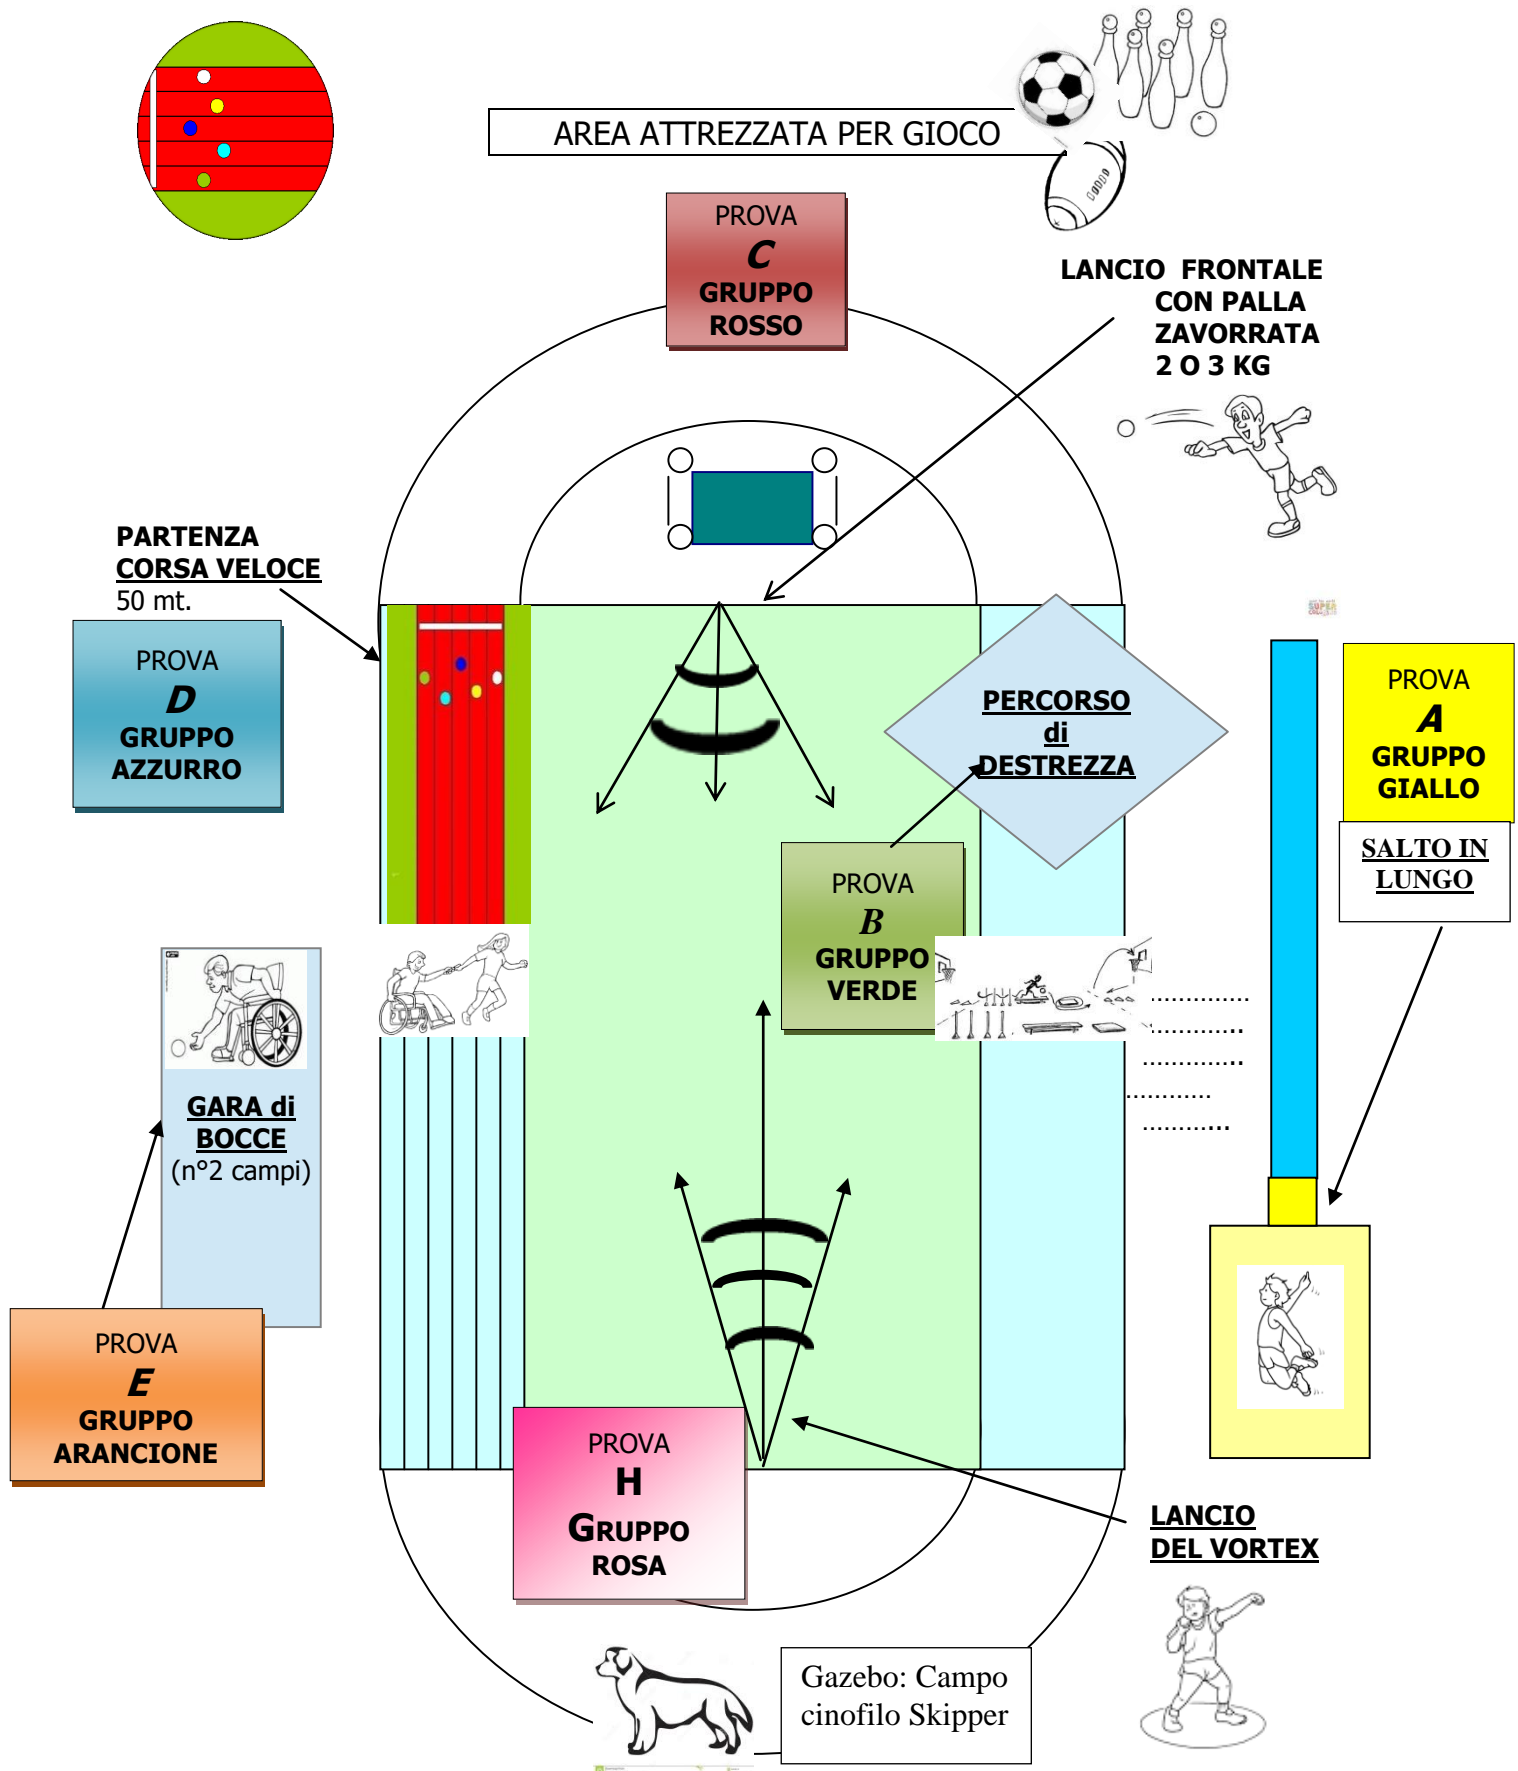 AREA ATTREZZATA PER GIOCO
PROVA
C
GRUPPO
ROSSO
LANCIO FRONTALE
CON PALLA
ZAVORRATA
2 O 3 KG
PARTENZA
CORSA VELOCE
50 mt.
PROVA
D
GRUPPO
AZZURRO
PERCORSO
di
DESTREZZA
PROVA
A
GRUPPO
GIALLO
SALTO IN
LUNGO
PROVA
B
GRUPPO
VERDE
.............
.............
.............
............
............
GARA di
BOCCE
(n°2 campi)
PROVA
E
GRUPPO
ARANCIONE
PROVA
H
GRUPPO
ROSA
LANCIO
DEL VORTEX
Gazebo: Campo
cinofilo Skipper